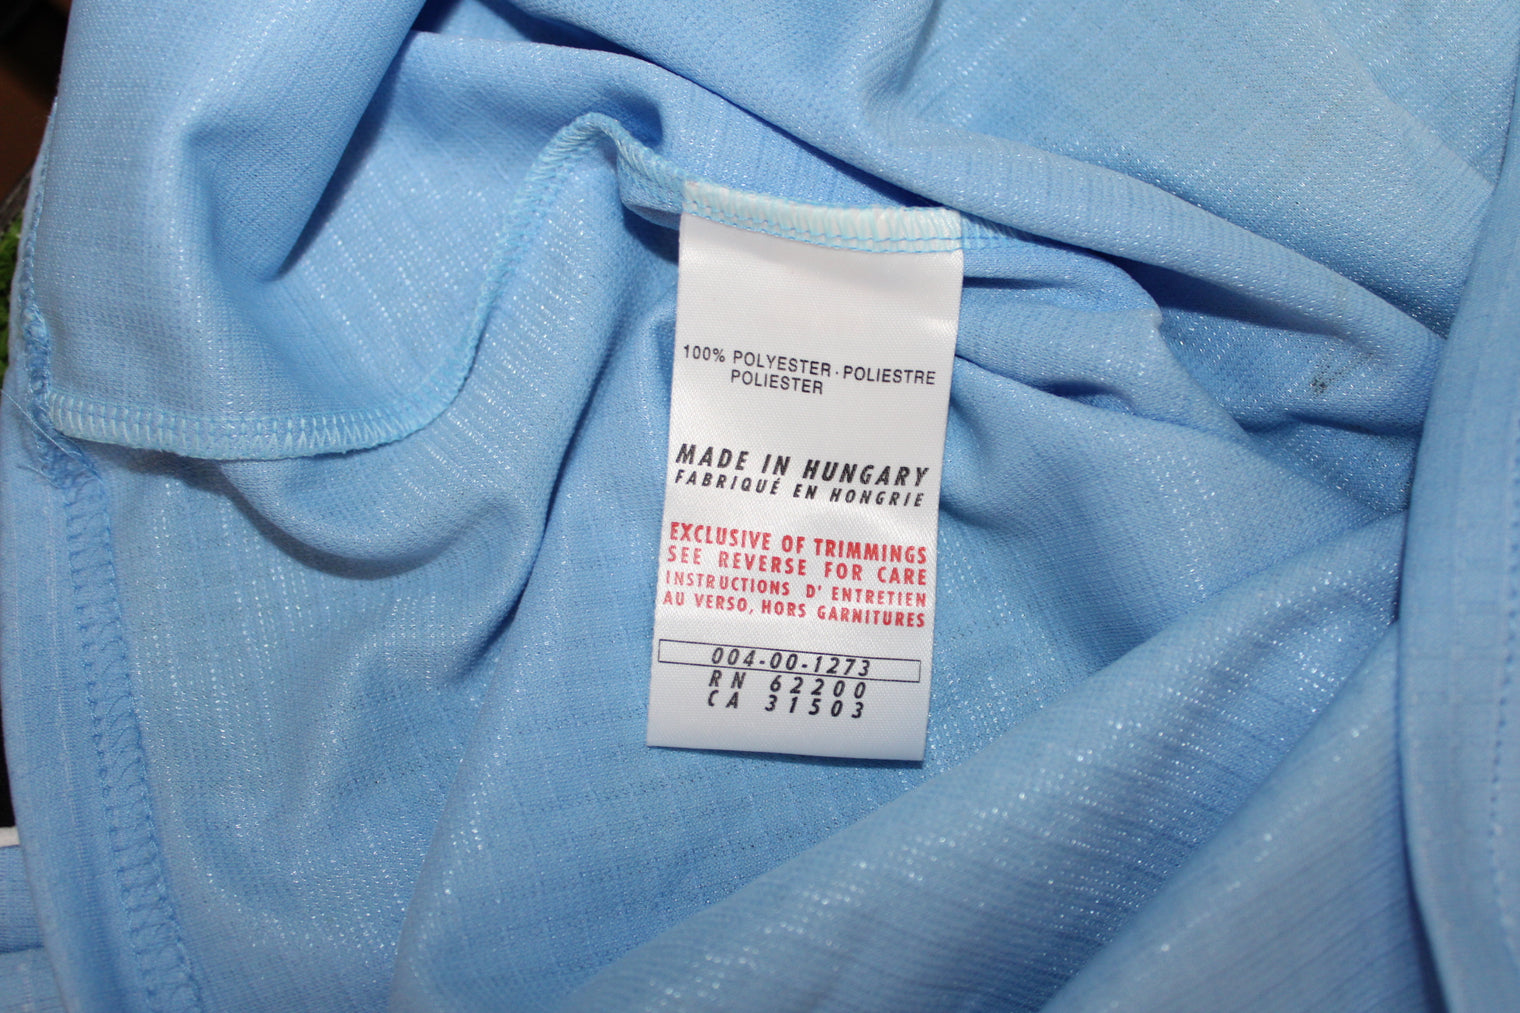 100% POLYESTER·POLIESTRE
POLIESTER
MADE IN HUNGARY
FABRIQUÉ EN HONGRIE
EXCLUSIVE OF TRIMMINGS
SEE REVERSE FOR CARE
INSTRUCTIONS D'ENTRETIEN
AU VERSO, HORS GARNITURES
004-00-1273
RN 62200
CA 31503